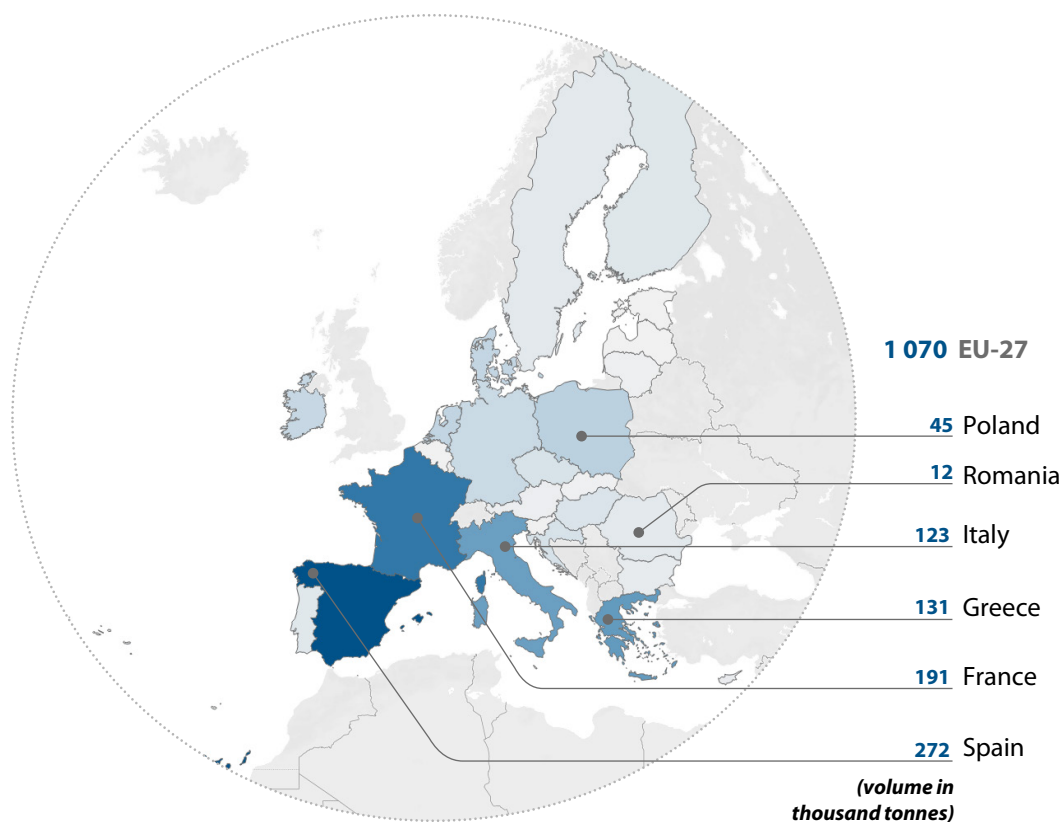 1 070 EU-27
45 Poland
12 Romania
123 Italy
131 Greece
191 France
272 Spain
(volume in
thousand tonnes)